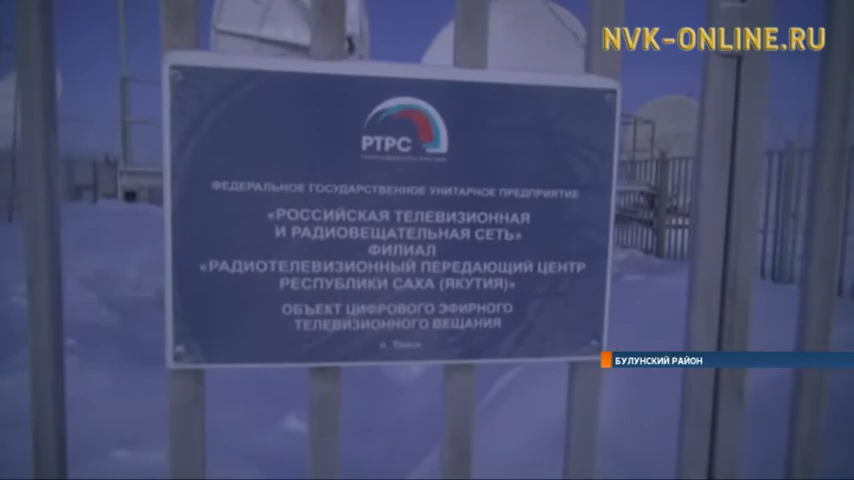 NVK-ONLINE.RU
РТРС
ФЕДЕРАЛЬНОЕ ГОСУДАРСТВЕННОЕ УНИТАРНОЕ ПРЕДПРИЯТИЕ
«РОССИЙСКАЯ ТЕЛЕВИЗИОННАЯ
И РАДИОВЕЩАТЕЛЬНАЯ СЕТЬ»
ФИЛИАЛ
«РАДИОТЕЛЕВИЗИОННЫЙ ПЕРЕДАЮЩИЙ ЦЕНТР
РЕСПУБЛИКИ САХА (ЯКУТИЯ)»
ОБЪЕКТ ЦИФРОВОГО ЭФИРНОГО
ТЕЛЕВИЗИОННОГО ВЕЩАНИЯ
БУЛУНСКИЙ РАЙОН